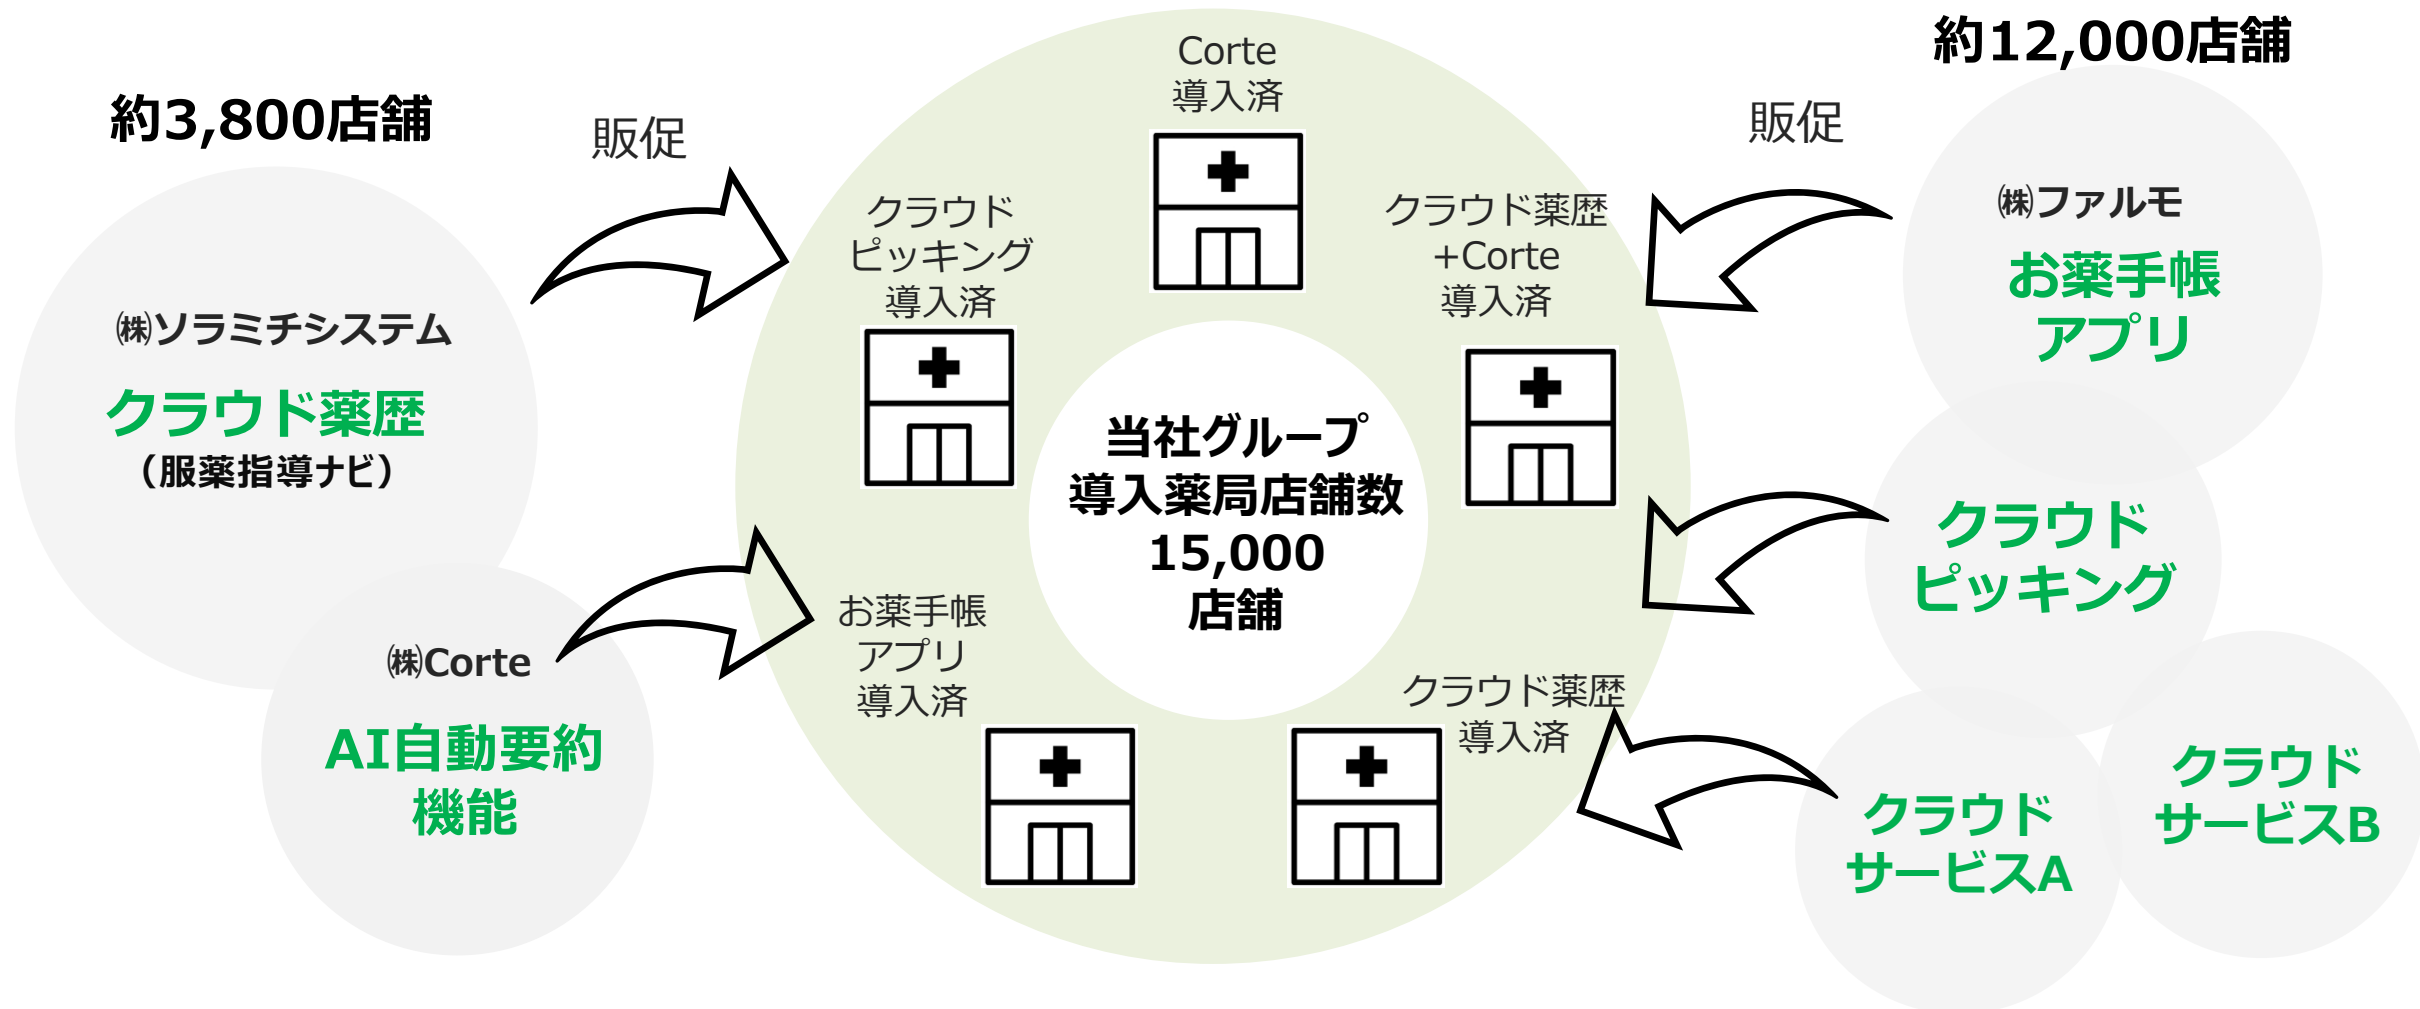 約3,800店舗
㈱ソラミチシステム
クラウド薬歴
（服薬指導ナビ）
㈱Corte
AI自動要約
機能
販促
Corte
導入済
クラウド
ピッキング
導入済
クラウド薬歴
+Corte
導入済
当社グループ
導入薬局店舗数
15,000
店舗
お薬手帳
アプリ
導入済
クラウド薬歴
導入済
販促
約12,000店舗
㈱ファルモ
お薬手帳
アプリ
クラウド
ピッキング
クラウド
サービスA
クラウド
サービスB